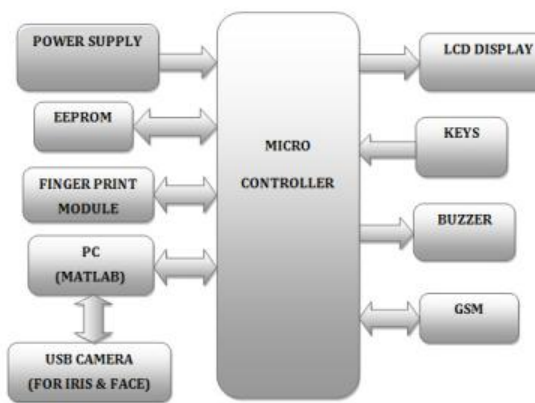 POWER SUPPLY
EEPROM
FINGER PRINT
MODULE
PC
(MATLAB)
USB CAMERA
(FOR IRIS & FACE)
MICRO
CONTROLLER
LCD DISPLAY
KEYS
BUZZER
GSM